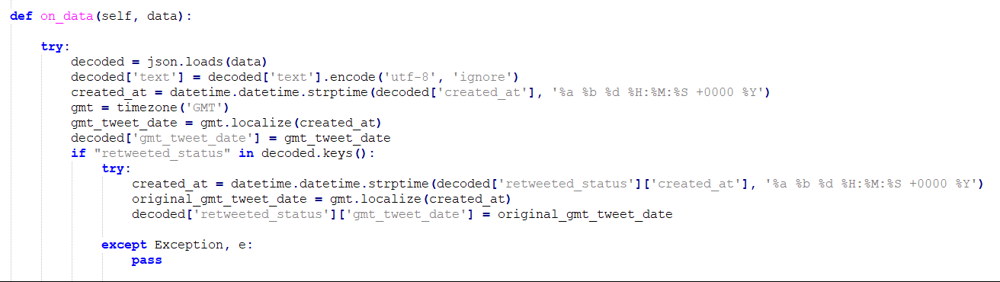 def on_data(self, data):
try:
decoded = json.loads(data)
decoded['text'] = decoded['text'].encode('utf-8', 'ignore')
created_at = datetime.datetime.strptime(decoded['created_at'], '%a %b %d %H:%M:%S +0000 %Y')
gmt = timezone('GMT')
gmt_tweet_date = gmt.localize(created_at)
decoded['gmt_tweet_date'] = gmt_tweet_date
if "retweeted_status" in decoded.keys():
try:
created_at = datetime.datetime.strptime(decoded['retweeted_status']['created_at'], '%a %b %d %H:%M:%S +0000 %Y')
original_gmt_tweet_date = gmt.localize(created_at)
decoded['retweeted_status']['gmt_tweet_date'] = original_gmt_tweet_date
except Exception, e:
pass